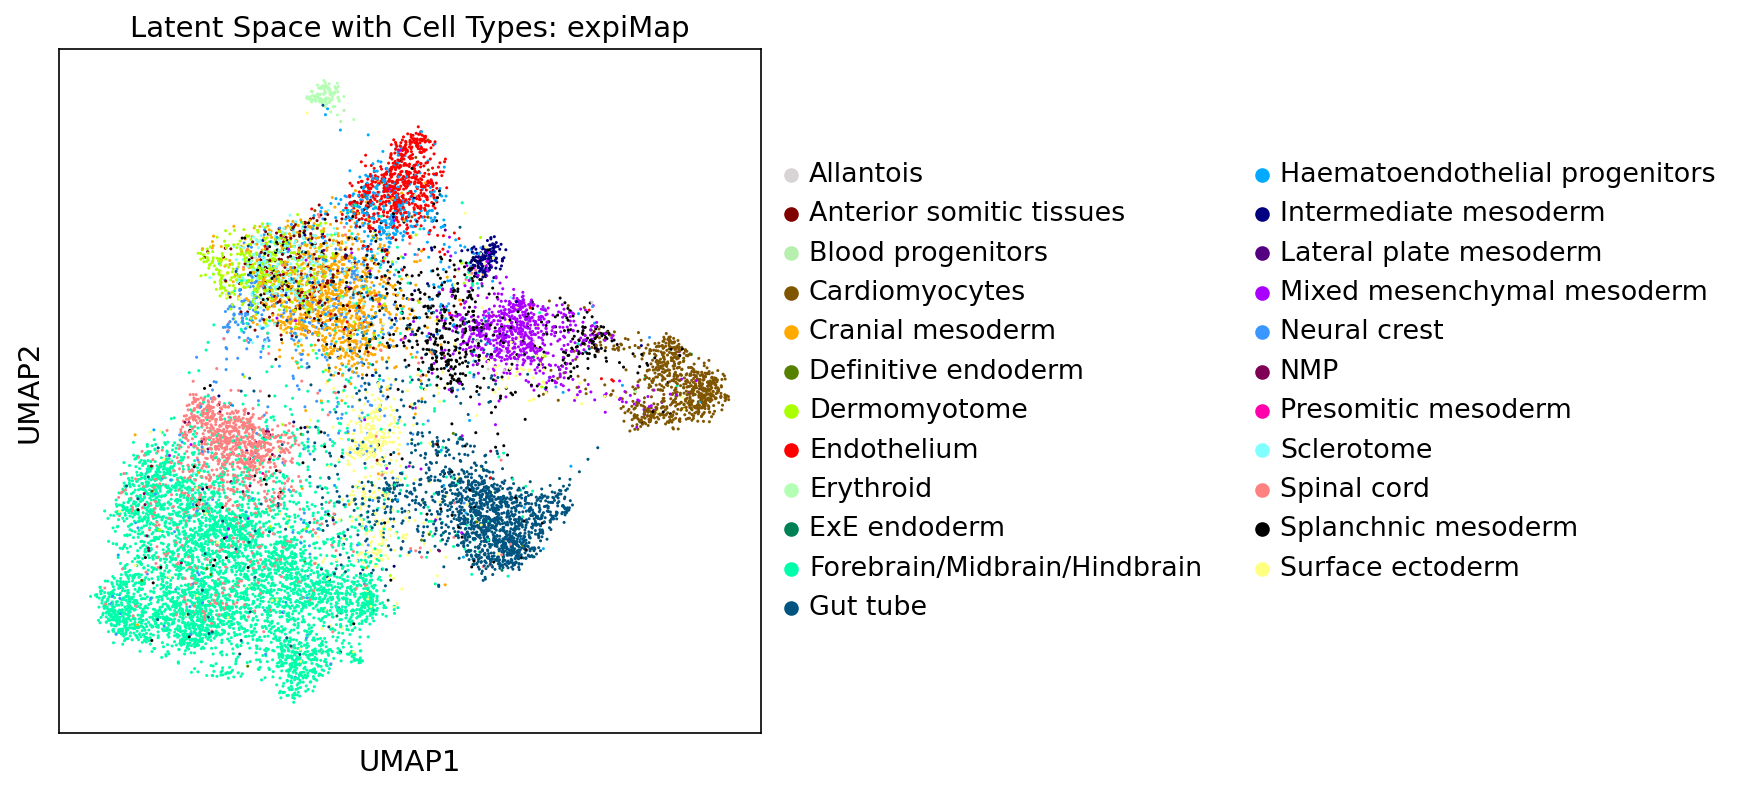 Latent Space with Cell Types: expiMap
UMAP2
UMAP1
Allantois
Anterior somitic tissues
Blood progenitors
Cardiomyocytes
Cranial mesoderm
Definitive endoderm
Dermomyotome
Endothelium
Erythroid
ExE endoderm
Forebrain/Midbrain/Hindbrain
Gut tube
Haematoendothelial progenitors
Intermediate mesoderm
Lateral plate mesoderm
Mixed mesenchymal mesoderm
Neural crest
NMP
Presomitic mesoderm
Sclerotome
Spinal cord
Splanchnic mesoderm
Surface ectoderm